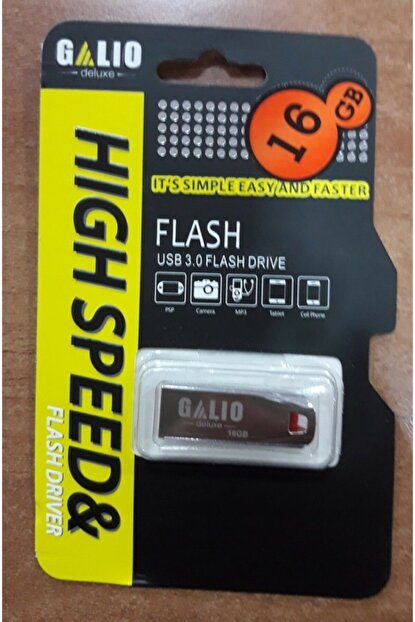 GALIO
deluxe
16
GB
IT'S SIMPLE EASY AND FASTER
HIGH SPEED&
FLASH DRIVER
FLASH
USB 3.0 FLASH DRIVE
PSP
Camera
MP3
Tablet
Cell Phone
GALIO
deluxe
16GB